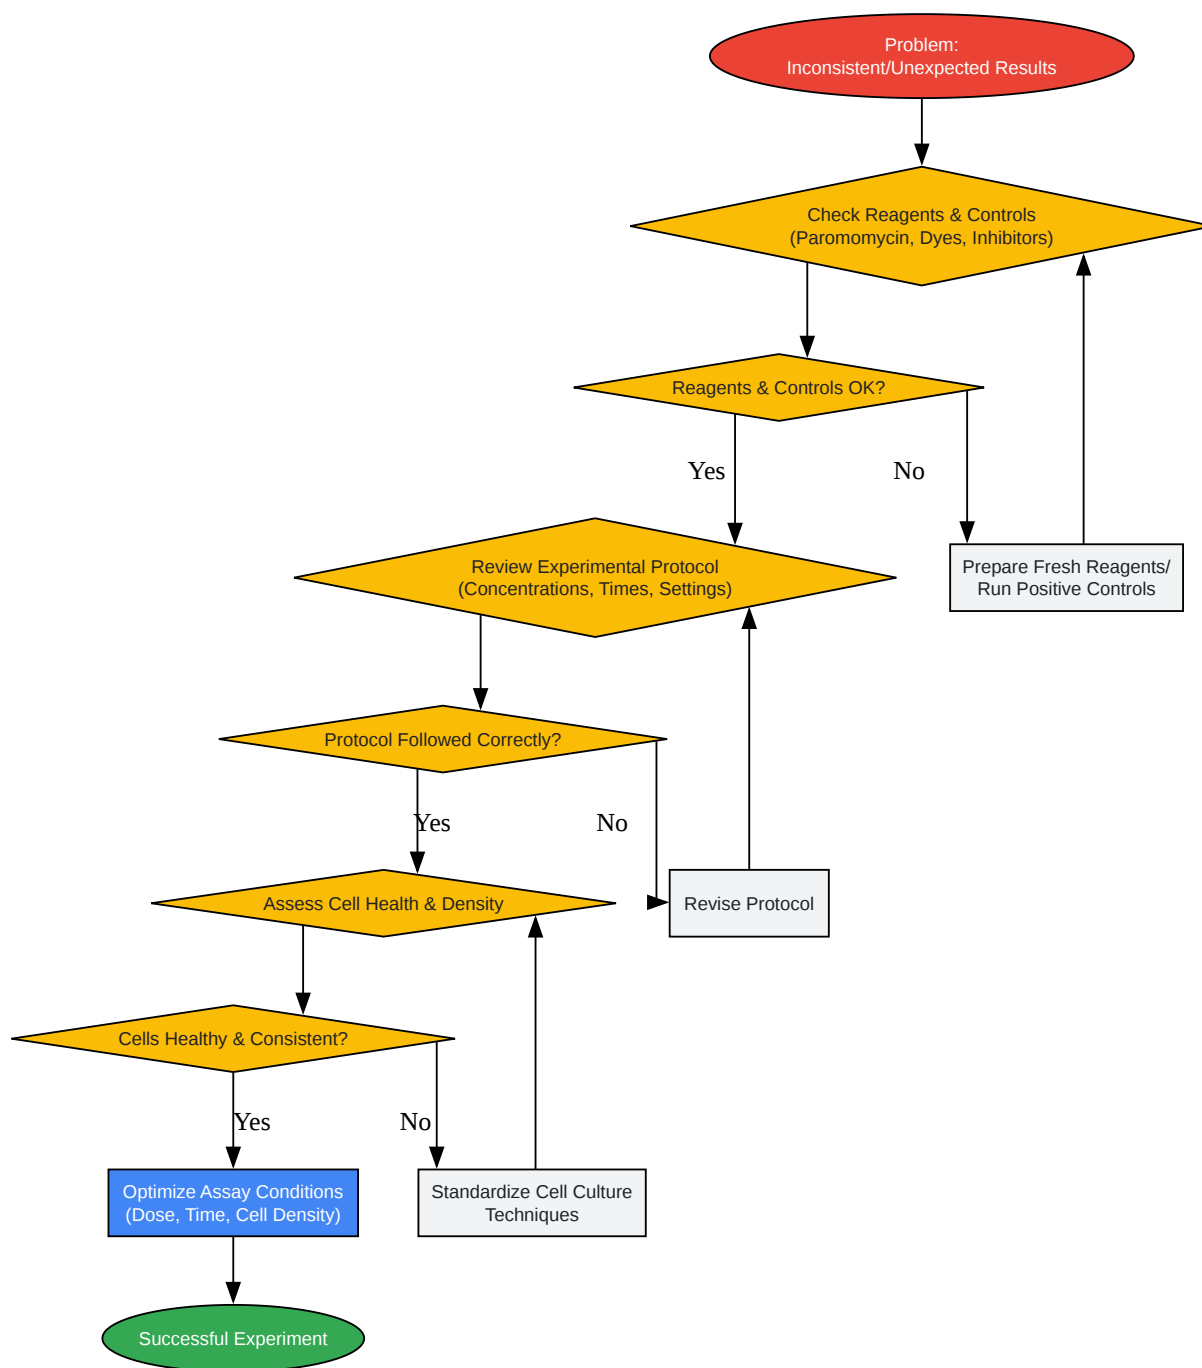 Problem:
Inconsistent/Unexpected Results
Check Reagents & Controls
(Paromomycin, Dyes, Inhibitors)
Reagents & Controls OK?
Yes
No
Review Experimental Protocol
(Concentrations, Times, Settings)
Prepare Fresh Reagents/
Run Positive Controls
Protocol Followed Correctly?
Yes
No
Assess Cell Health & Density
Revise Protocol
Cells Healthy & Consistent?
Yes
No
Optimize Assay Conditions
(Dose, Time, Cell Density)
Standardize Cell Culture
Techniques
Successful Experiment